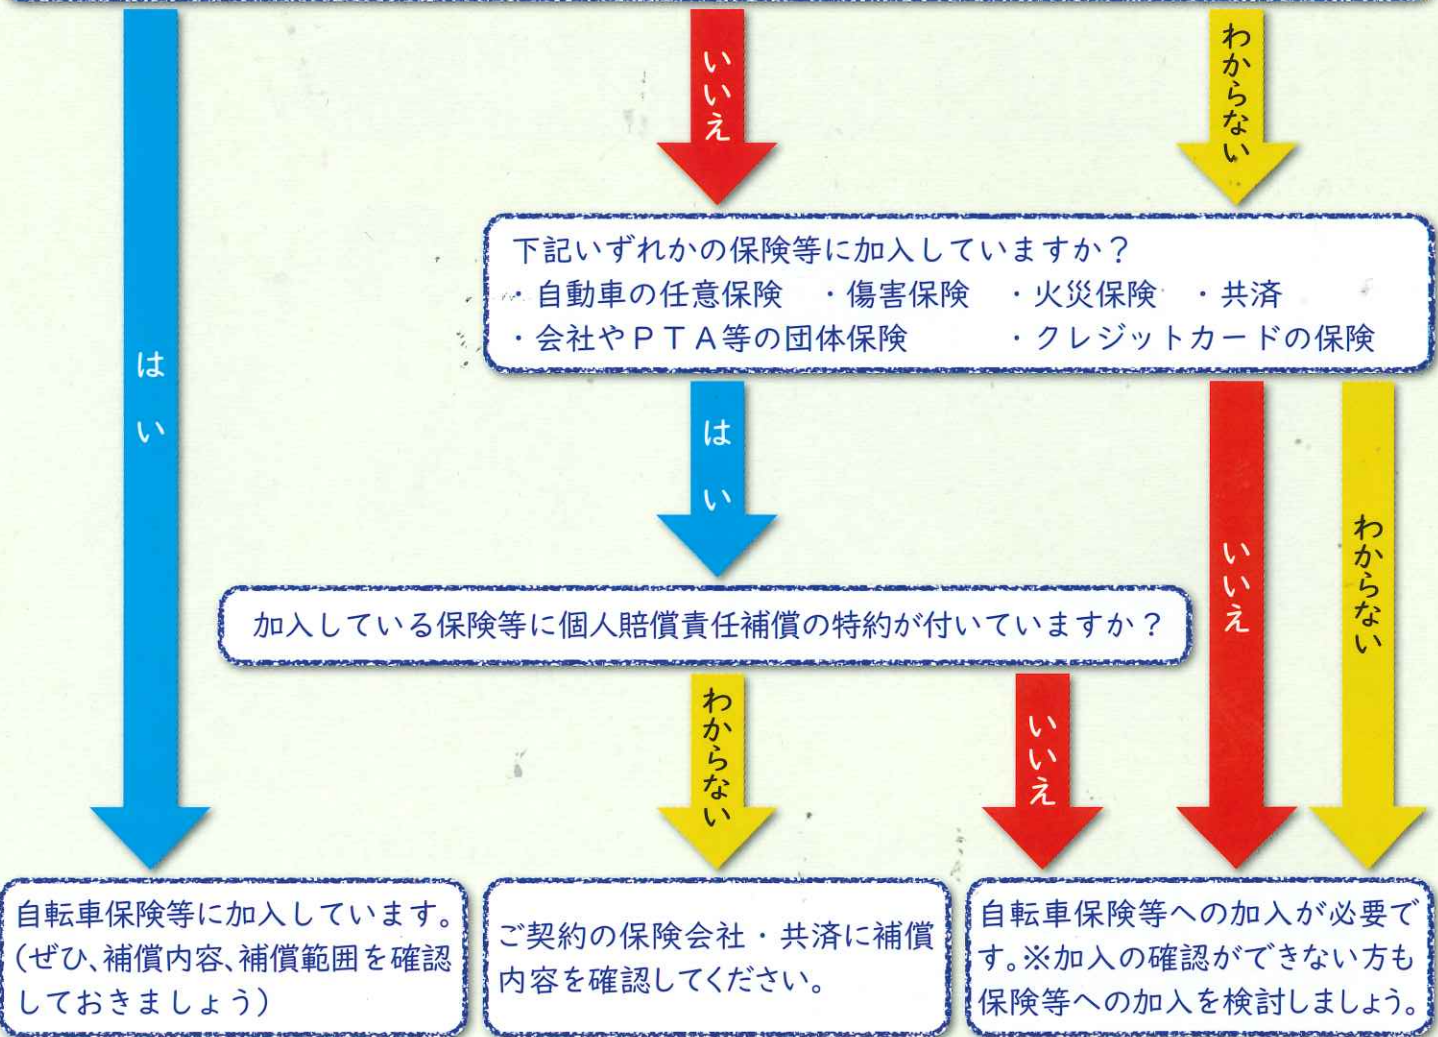 いいえ
わからない
下記いずれかの保険等に加入していますか？
・自動車の任意保険　・傷害保険　・火災保険　・共済
・会社やＰＴＡ等の団体保険　・クレジットカードの保険
はい
はい
いいえ
わからない
加入している保険等に個人賠償責任補償の特約が付いていますか？
わからない
いいえ
自転車保険等に加入しています。
（ぜひ、補償内容、補償範囲を確認
しておきましょう）
ご契約の保険会社・共済に補償
内容を確認してください。
自転車保険等への加入が必要で
す。※加入の確認ができない方も
保険等への加入を検討しましょう。